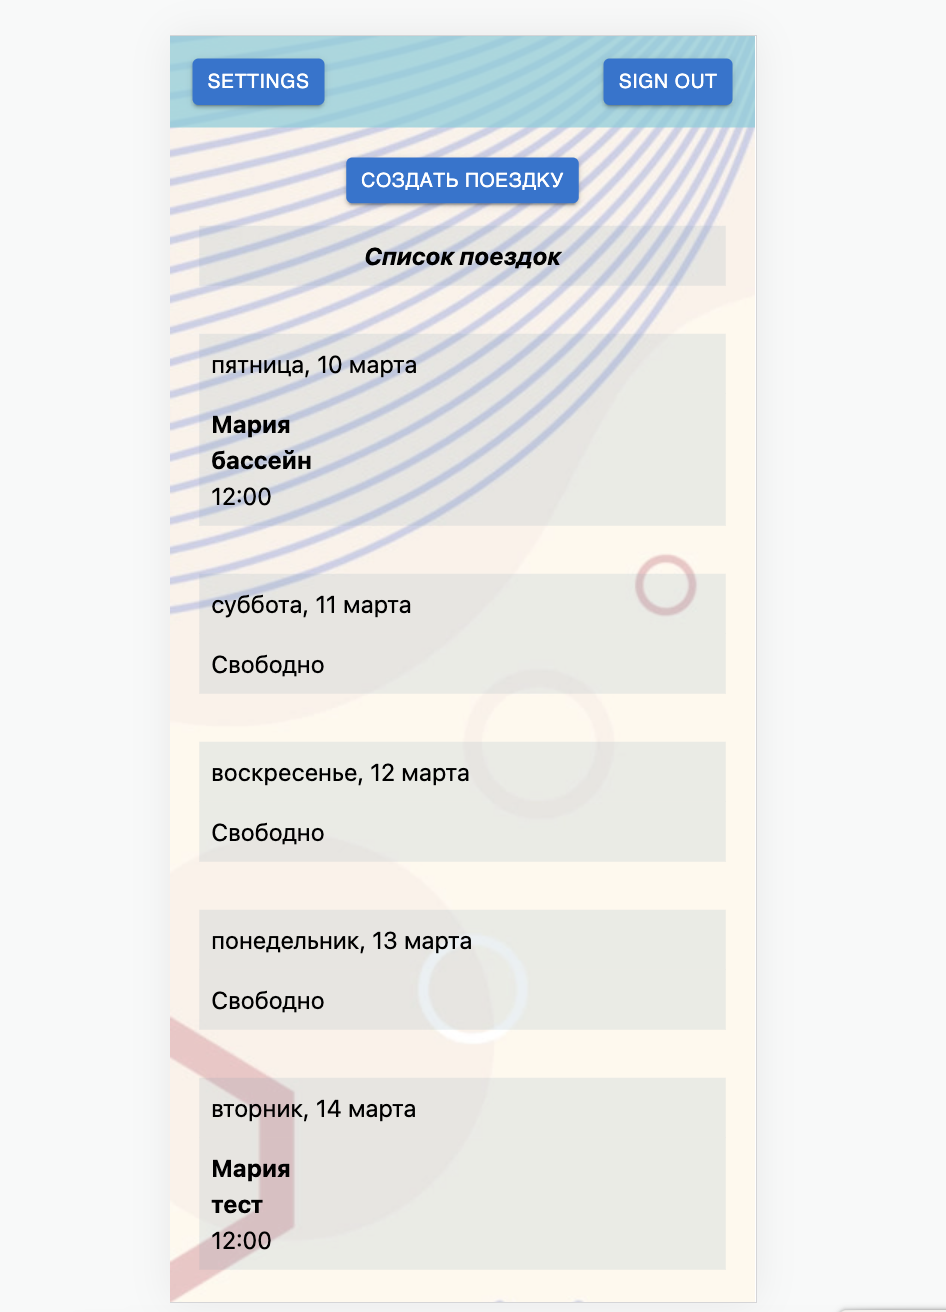 SETTINGS
SIGN OUT
СОЗДАТЬ ПОЕЗДКУ
Список поездок
пятница, 10 марта
Мария
бассейн
12:00
суббота, 11 марта
Свободно
воскресенье, 12 марта
Свободно
понедельник, 13 марта
Свободно
вторник, 14 марта
Мария
тест
12:00